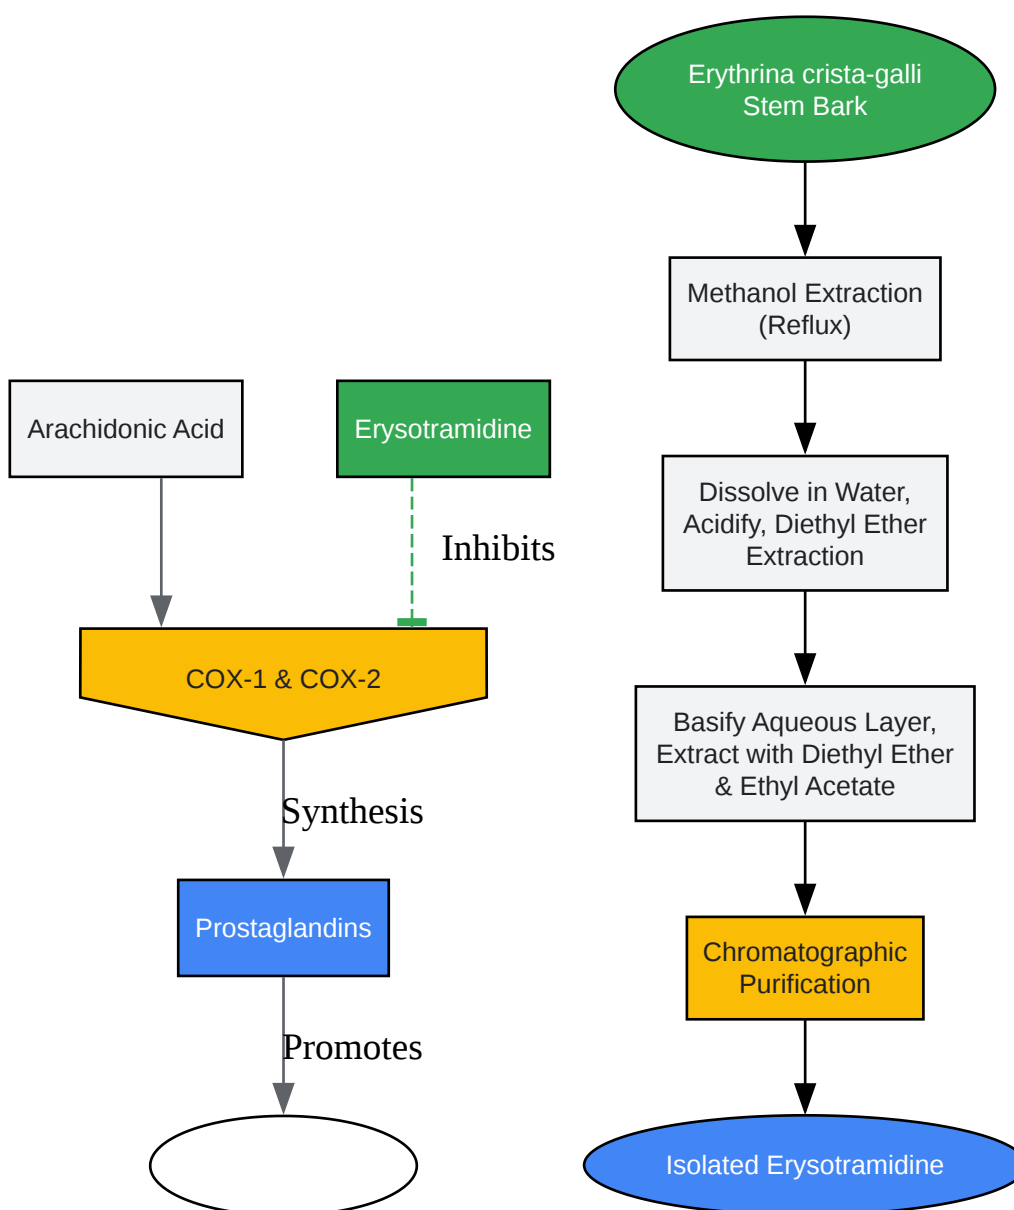 Erythrina crista-galli
Stem Bark
Methanol Extraction
(Reflux)
Arachidonic Acid
Erysotramidine
Dissolve in Water,
Acidify, Diethyl Ether
Extraction
Inhibits
COX-1 & COX-2
Basify Aqueous Layer,
Extract with Diethyl Ether
& Ethyl Acetate
Synthesis
Prostaglandins
Chromatographic
Purification
Promotes
Isolated Erysotramidine